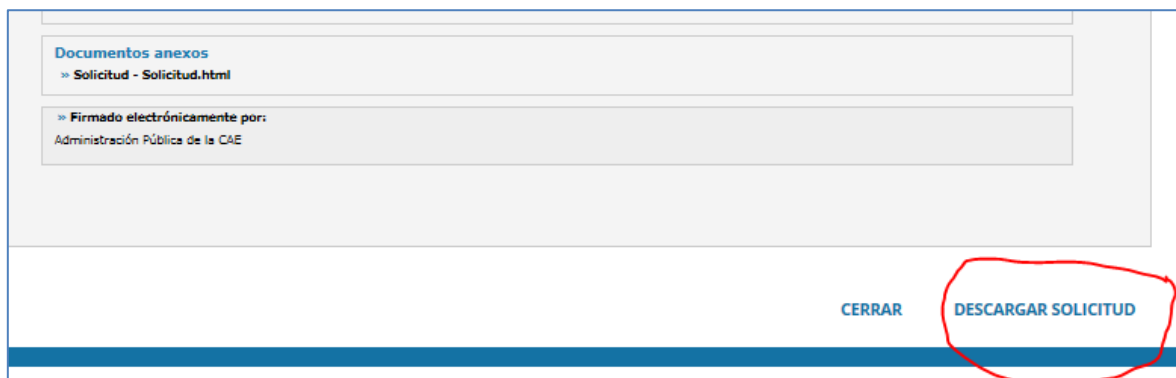 Documentos anexos
» Solicitud - Solicitud.html
» Firmado electrónicamente por:
Administración Pública de la CAE
CERRAR DESCARGAR SOLICITUD